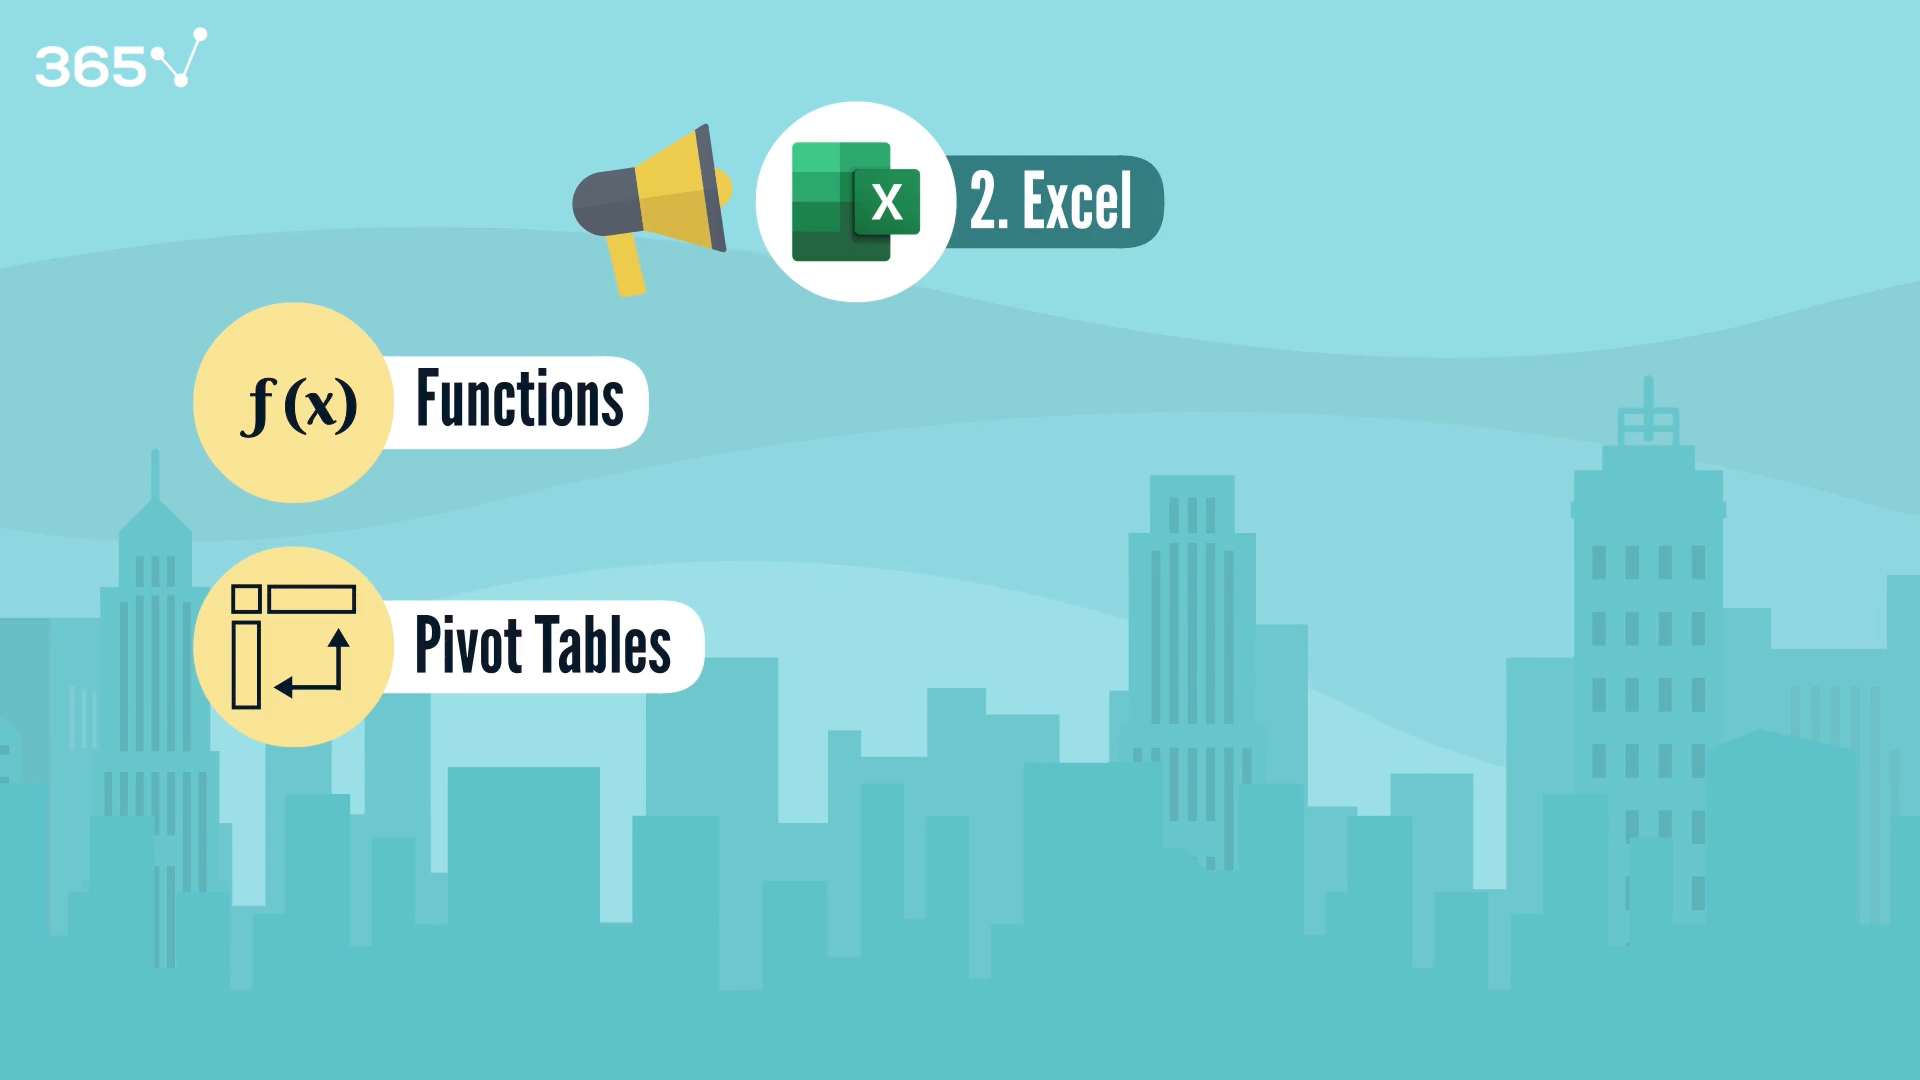 365
X
2. Excel
f(x)
Functions
Pivot Tables